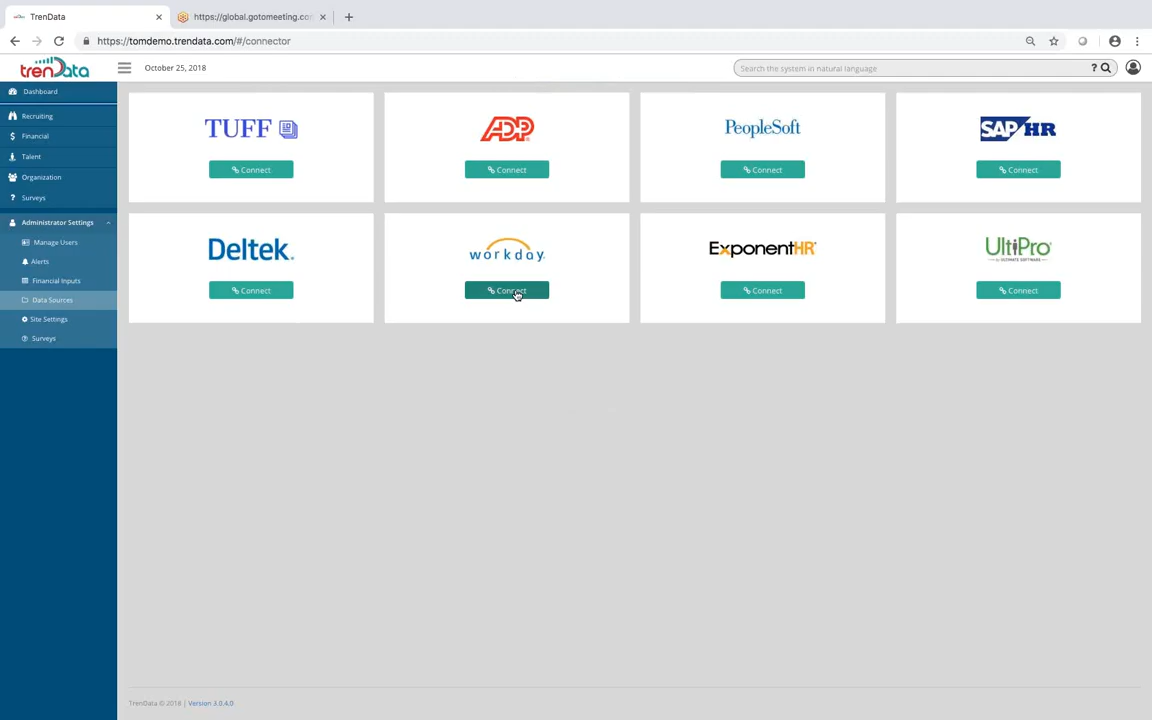 TrenData
https://global.gotomeeting.co
https://tomdemo.trendata.com/#/connector
trenData
October 25, 2018
Search the system in natural language
?
Dashboard
Recruiting
$ Financial
Talent
Organization
? Surveys
Administrator Settings
Manage Users
Alerts
Financial Inputs
Data Sources
Site Settings
Surveys
TUFF
Connect
ADP
Connect
PeopleSoft
Connect
SAP HR
Connect
Deltek.
Connect
workday.
Connect
ExponentHR
Connect
UltiPro
BY ULTIMATE SOFTWARE
Connect
TrenData © 2018 | Version 3.0.4.0